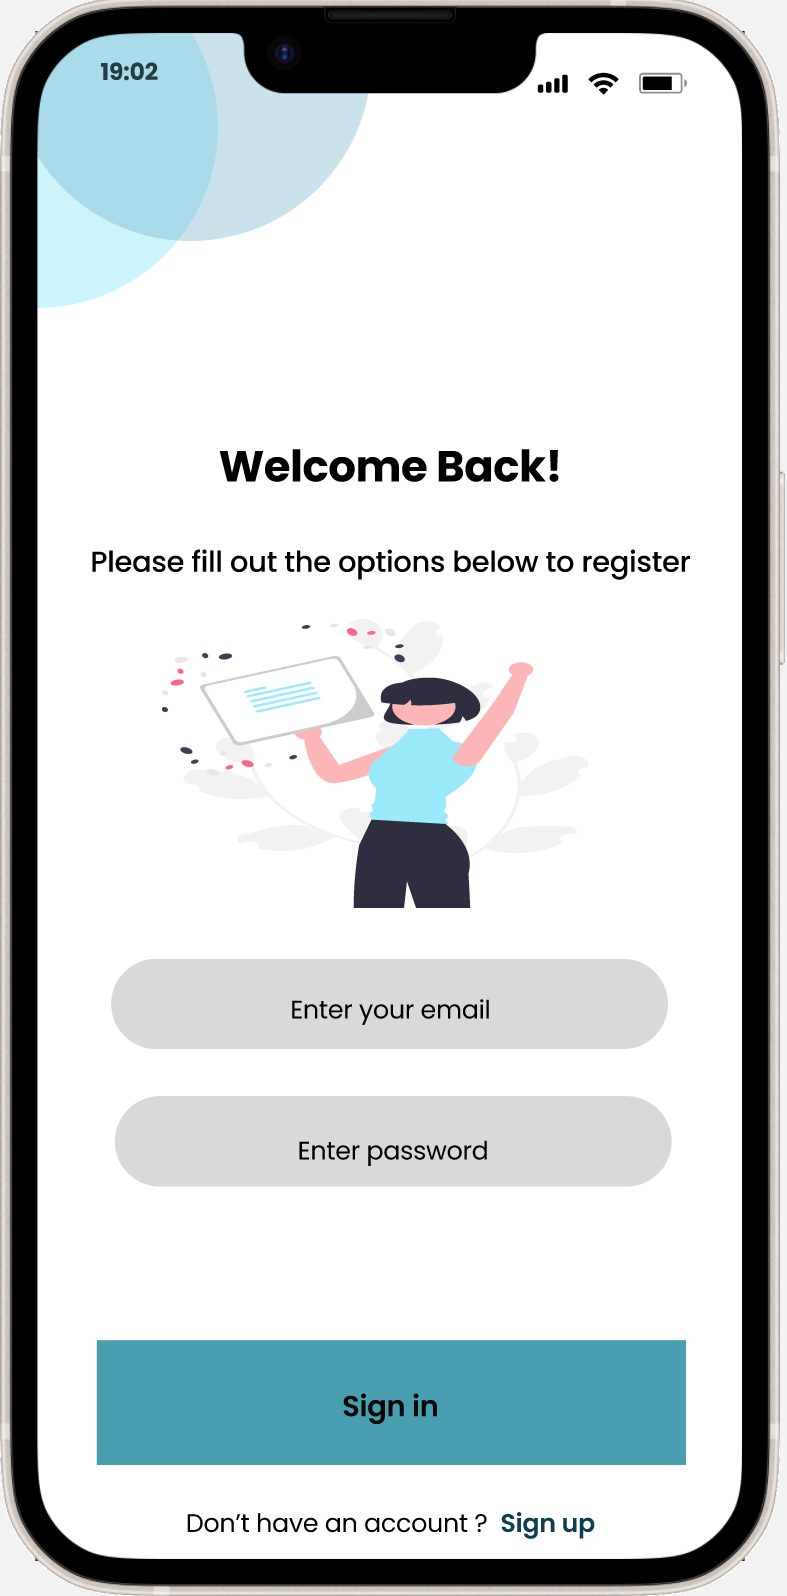 19:02
Welcome Back!
Please fill out the options below to register
Enter your email
Enter password
Sign in
Don’t have an account ? Sign up